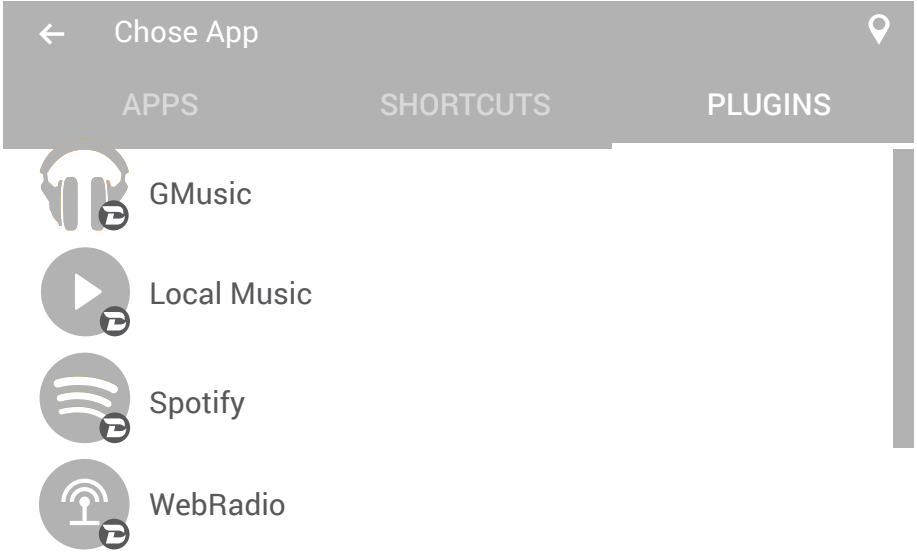 Chose App
APPS SHORTCUTS PLUGINS
GMusic
Local Music
Spotify
WebRadio